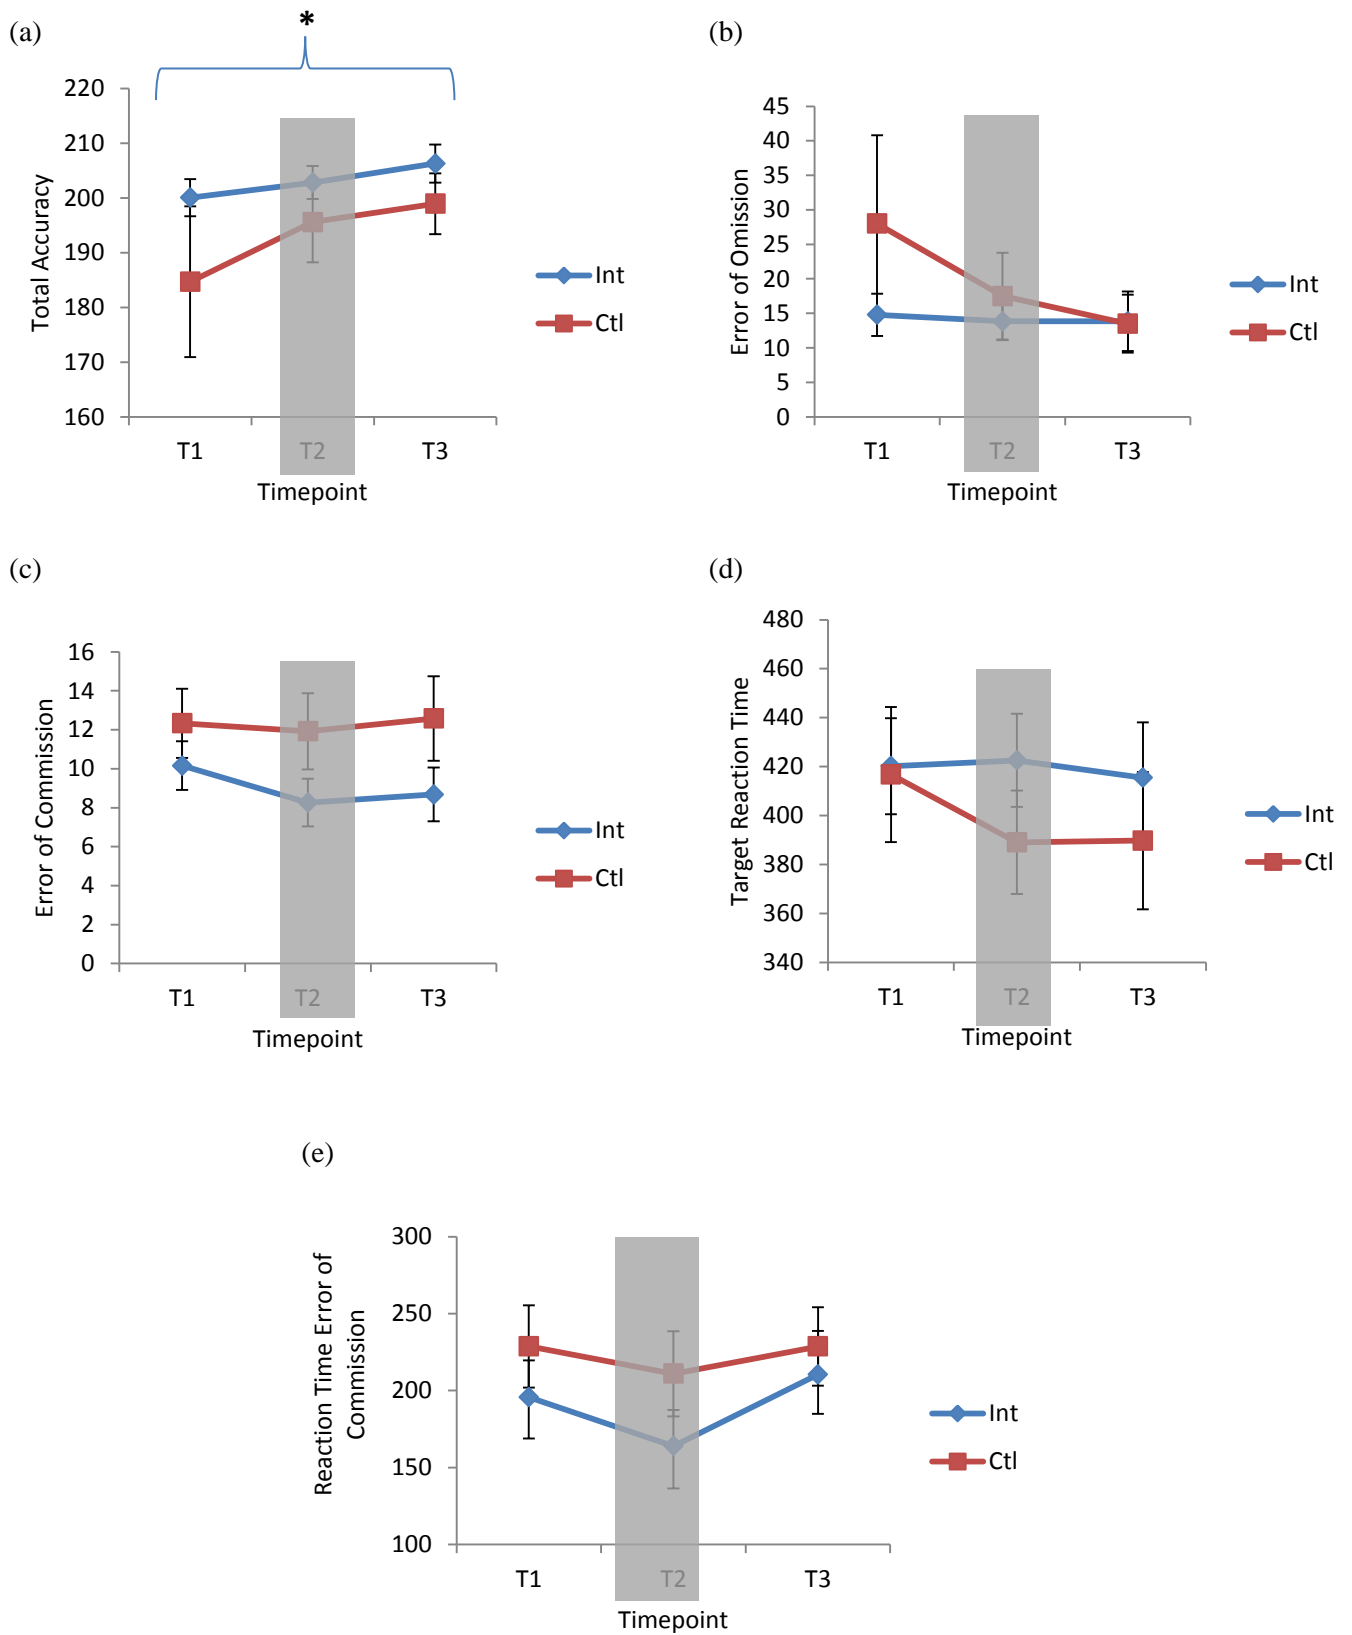 (a)
*
220
210
200
190
180
170
160
Total Accuracy
T1 T2 T3
Timepoint
Int
Ctl
(b)
45
40
35
30
25
20
15
10
5
0
Error of Omission
T1 T2 T3
Timepoint
Int
Ctl
(c)
16
14
12
10
8
6
4
2
0
Error of Commission
T1 T2 T3
Timepoint
Int
Ctl
(d)
480
460
440
420
400
380
360
340
Target Reaction Time
T1 T2 T3
Timepoint
Int
Ctl
(e)
300
250
200
150
100
Reaction Time Error of
Commission
T1 T2 T3
Timepoint
Int
Ctl